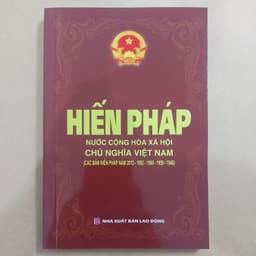 HIẾN PHÁP
NƯỚC CỘNG HÒA XÃ HỘI
CHỦ NGHĨA VIỆT NAM
(CÁC BẢN HIẾN PHÁP NĂM 2013 - 1992 - 1980 - 1959 - 1946)
NHÀ XUẤT BẢN LAO ĐỘNG